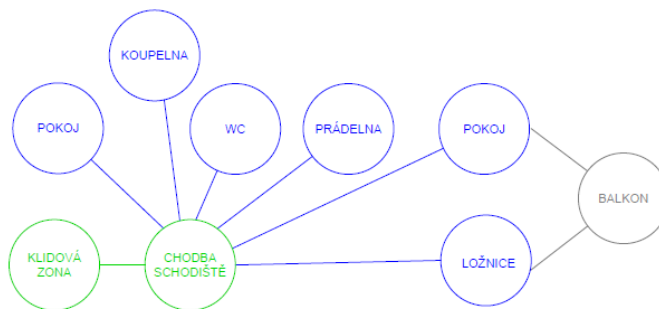 KOUPELNA
POKOJ
WC
PRÁDELNA
POKOJ
BALKON
KLIDOVÁ
ZONA
CHODBA
SCHODIŠTĚ
LOŽNICE